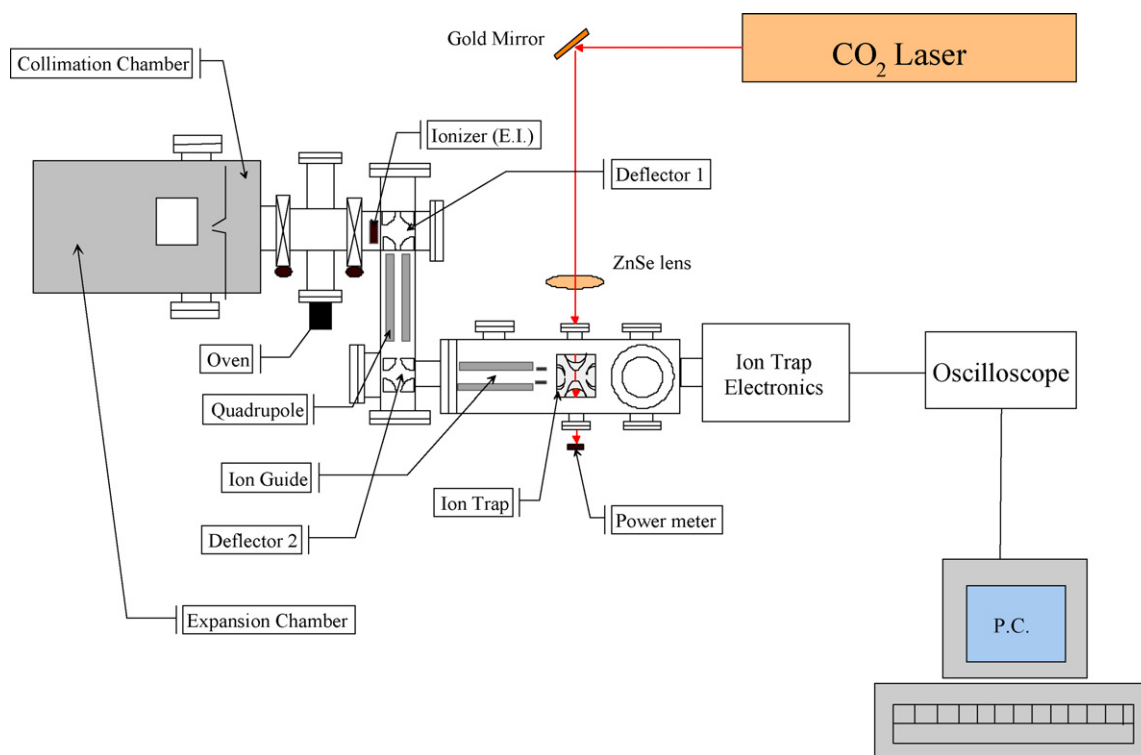 Gold Mirror
CO₂ Laser
Collimation Chamber
Ionizer (E.I.)
Deflector 1
ZnSe lens
Oven
Ion Trap
Electronics
Oscilloscope
Quadrupole
Ion Guide
Ion Trap
Power meter
Deflector 2
Expansion Chamber
P.C.